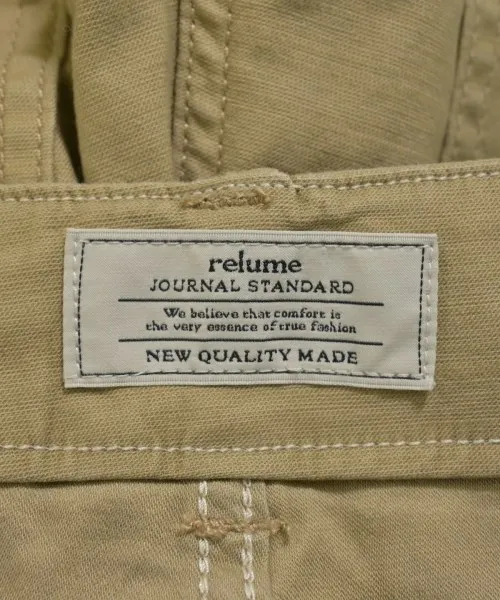 relume
JOURNAL STANDARD
We believe that comfort is
the very essence of true fashion
NEW QUALITY MADE